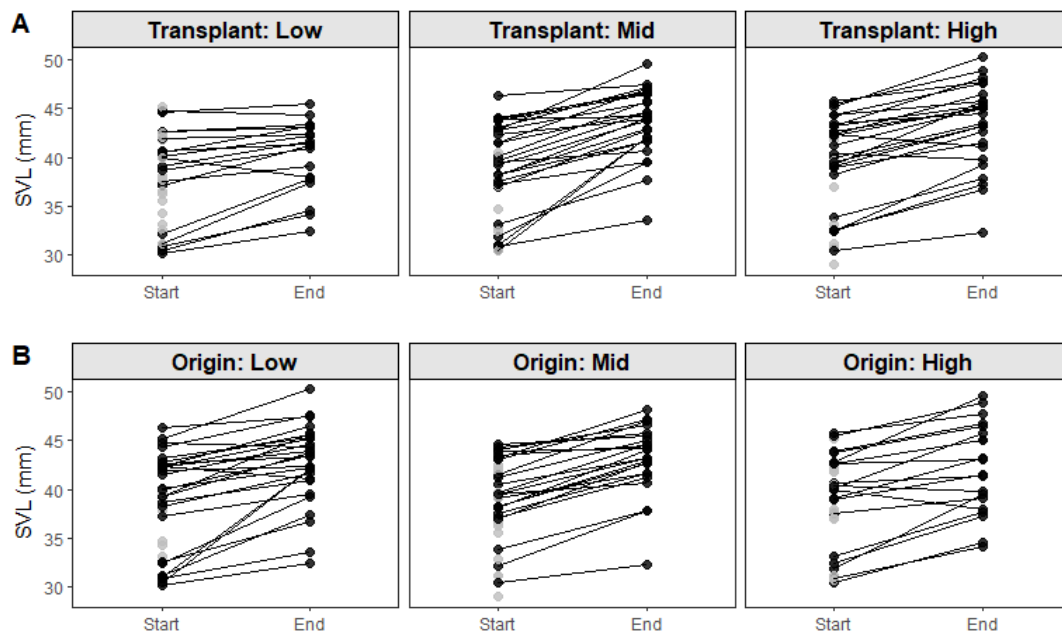 A
Transplant: Low Transplant: Mid Transplant: High
SVL (mm)
50
45
40
35
30
Start End Start End Start End
B
Origin: Low Origin: Mid Origin: High
SVL (mm)
50
45
40
35
30
Start End Start End Start End